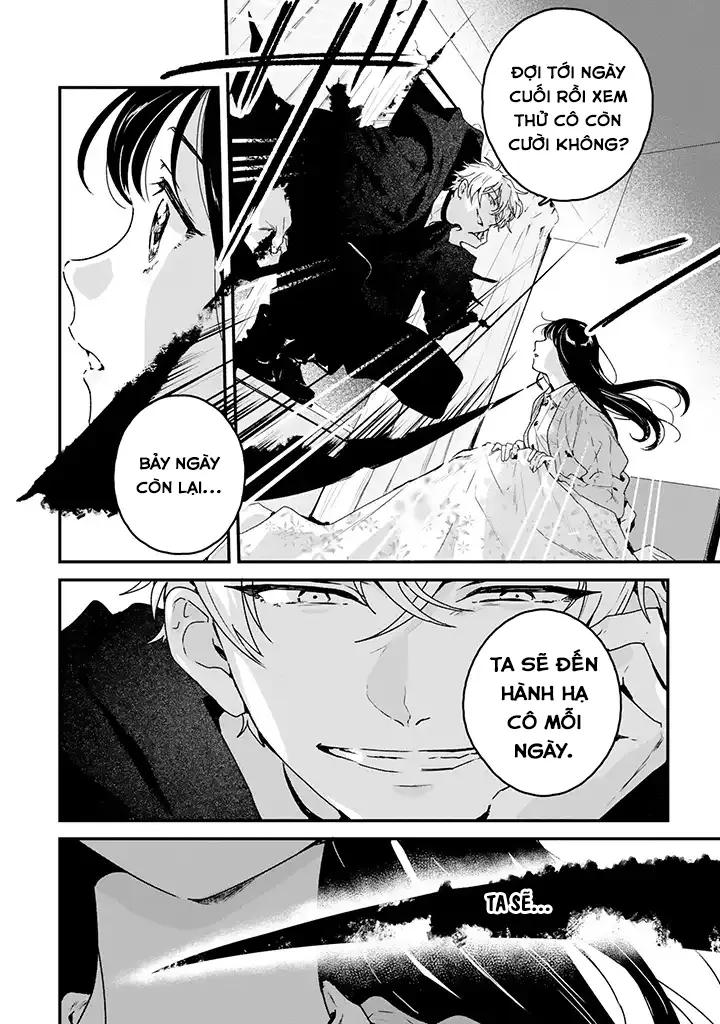 ĐỢI TỚI NGÀY
CUỐI RỒI XEM
THỬ CÔ CÒN
CƯỜI KHÔNG?
BẢY NGÀY
CÒN LẠI...
TA SẼ ĐẾN
HÀNH HẠ
CÔ MỖI
NGÀY.
TA SẼ...